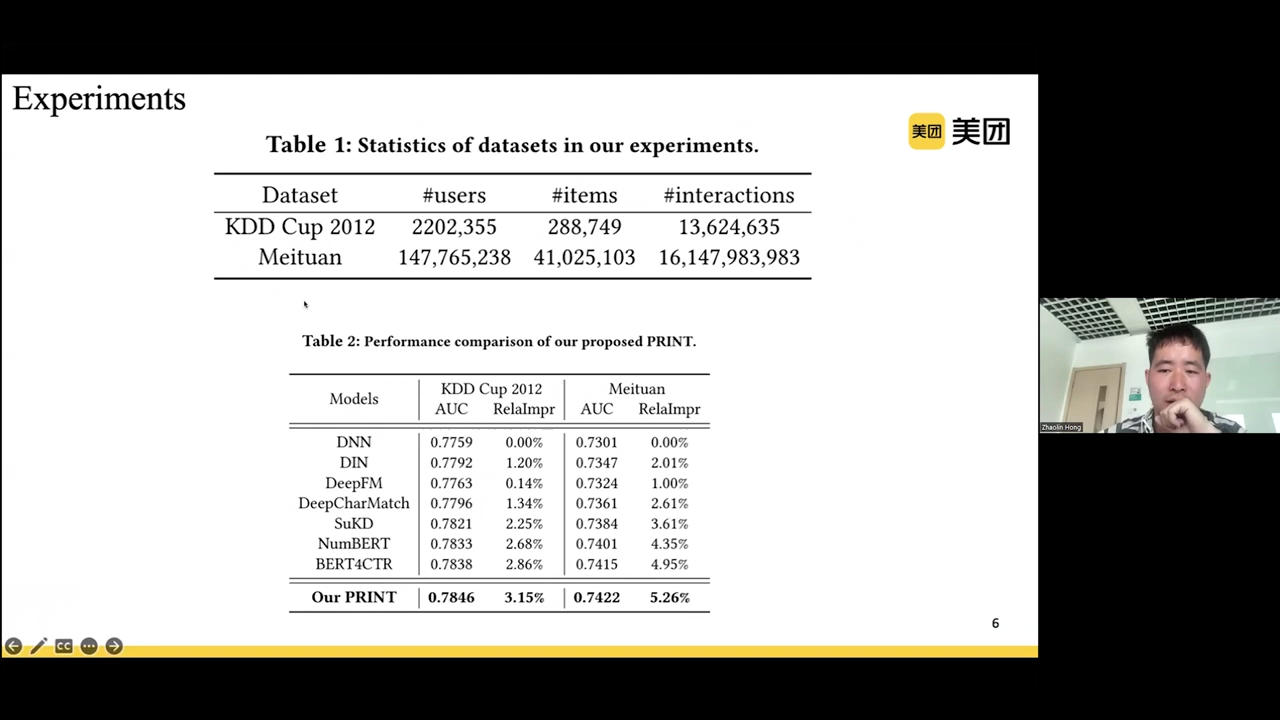 Experiments
美团 美团
Table 1: Statistics of datasets in our experiments.
Dataset #users #items #interactions
KDD Cup 2012 2202,355 288,749 13,624,635
Meituan 147,765,238 41,025,103 16,147,983,983
Table 2: Performance comparison of our proposed PRINT.
Models KDD Cup 2012 Meituan
AUC RelaImpr AUC RelaImpr
DNN 0.7759 0.00% 0.7301 0.00%
DIN 0.7792 1.20% 0.7347 2.01%
DeepFM 0.7763 0.14% 0.7324 1.00%
DeepCharMatch 0.7796 1.34% 0.7361 2.61%
SuKD 0.7821 2.25% 0.7384 3.61%
NumBERT 0.7833 2.68% 0.7401 4.35%
BERT4CTR 0.7838 2.86% 0.7415 4.95%
Our PRINT 0.7846 3.15% 0.7422 5.26%
6
CC
Zhaolin Hong